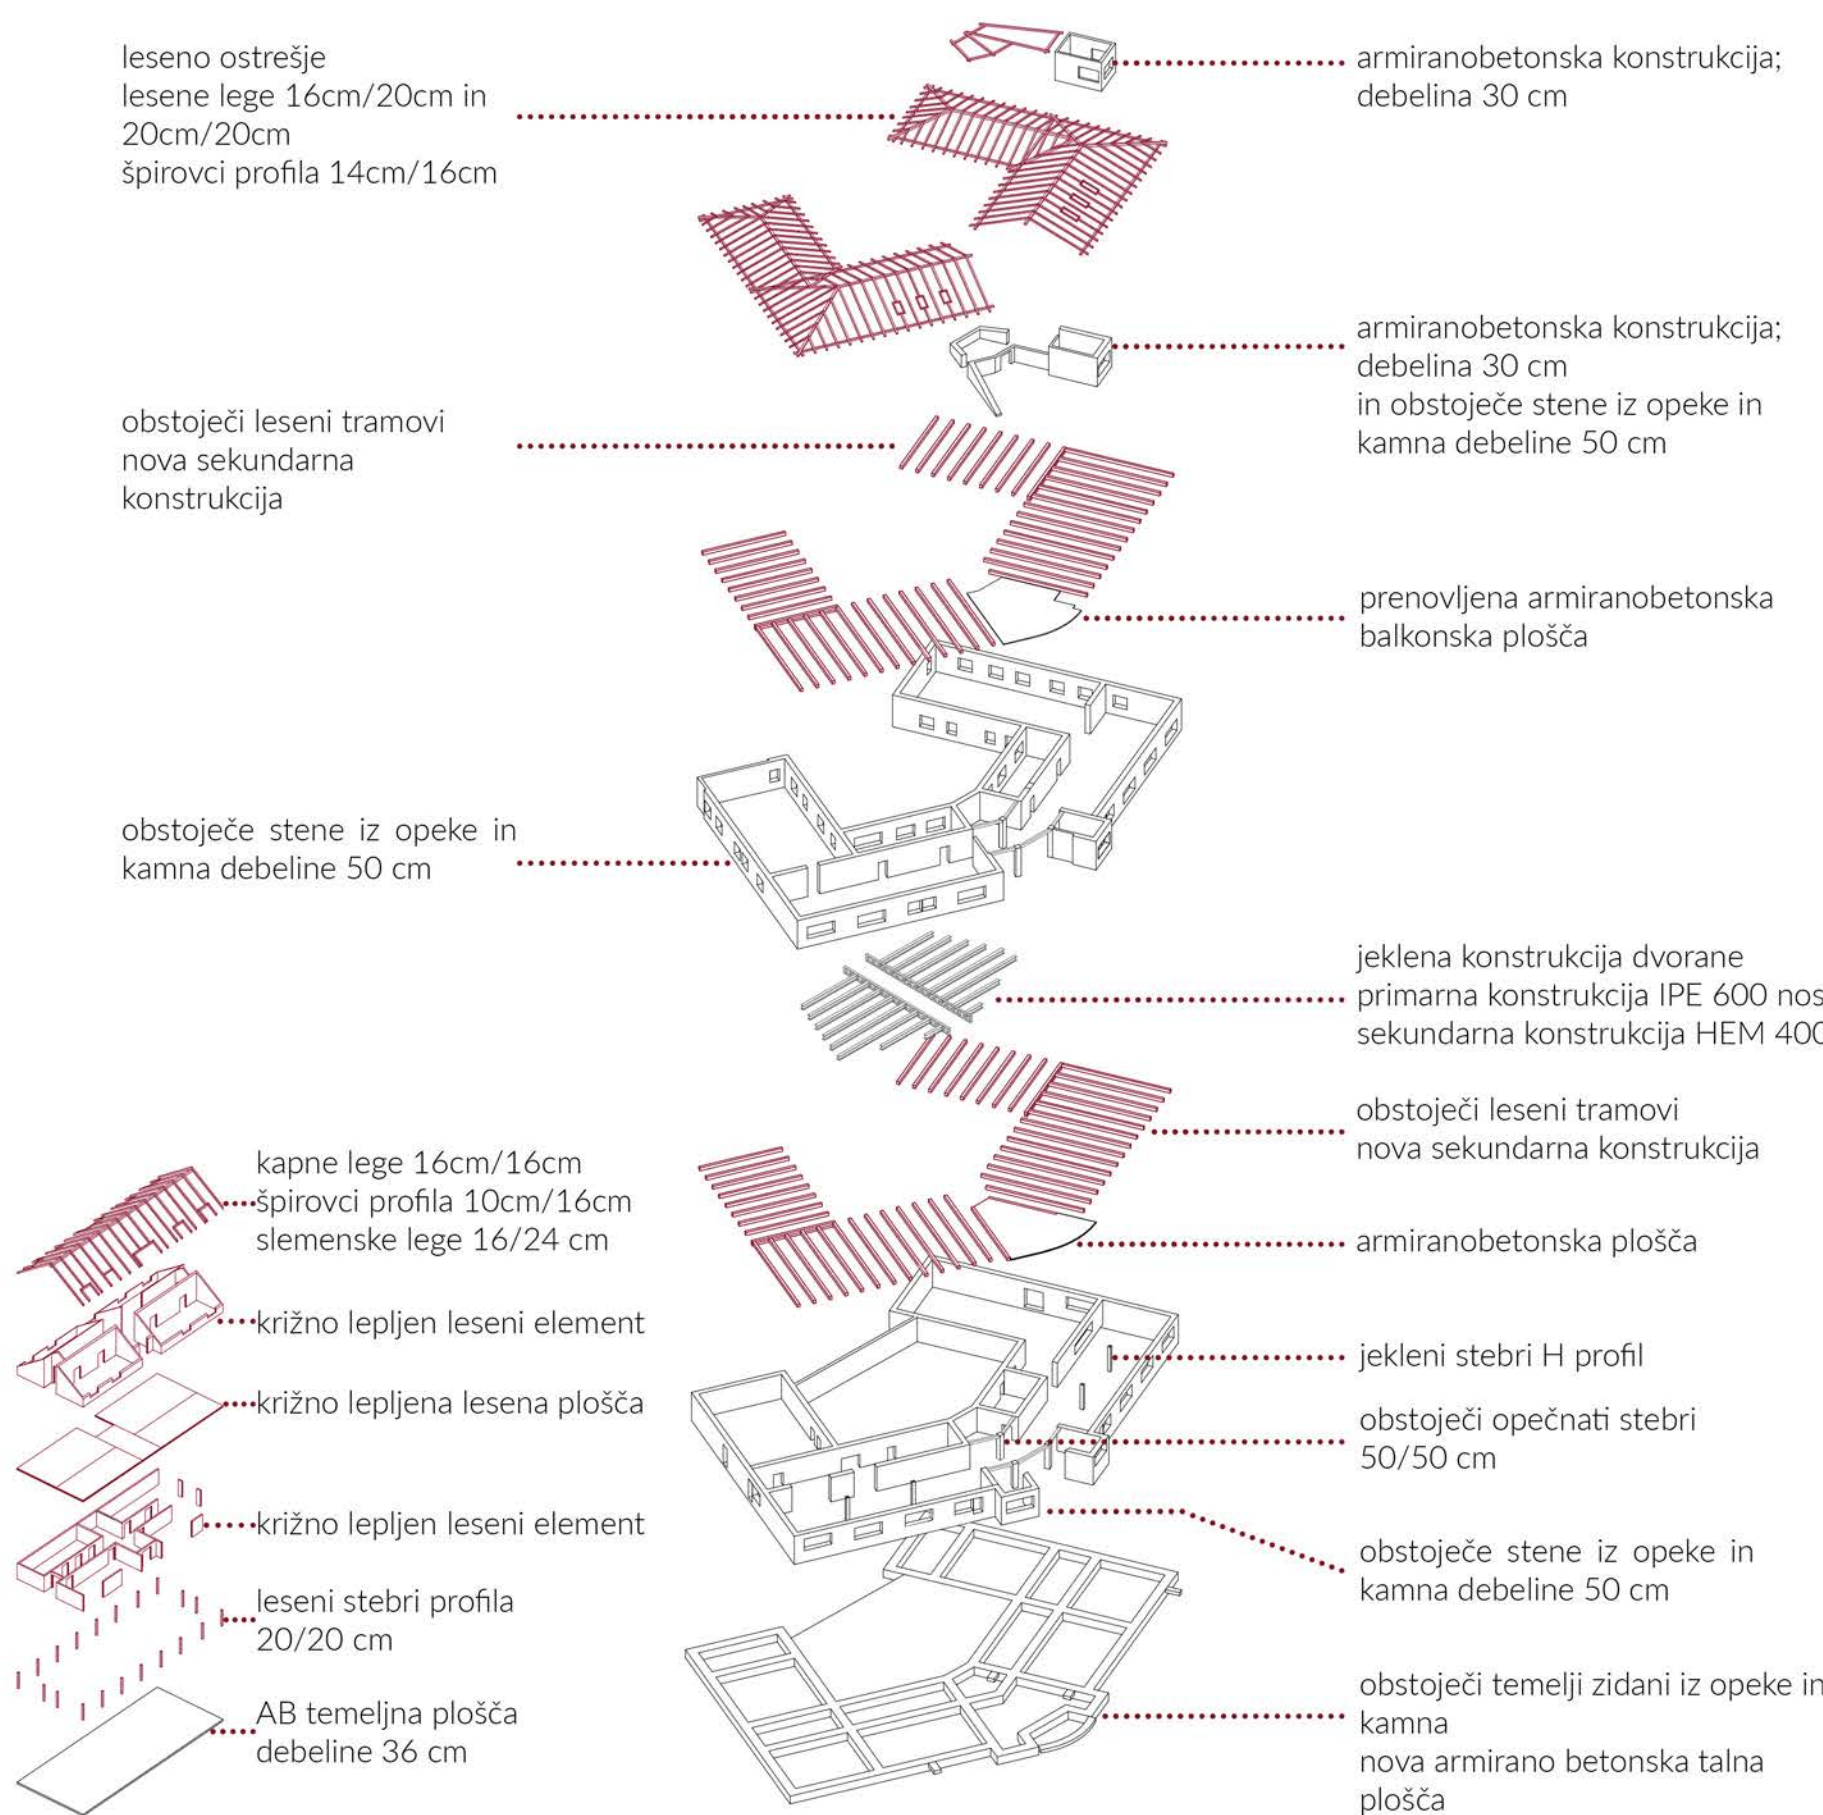 leseno ostrešje
lesene lege 16cm/20cm in
20cm/20cm
špirovci profila 14cm/16cm
armiranobetonska konstrukcija;
debelina 30 cm
armiranobetonska konstrukcija;
debelina 30 cm
in obstoječe stene iz opeke in
kamna debeline 50 cm
obstoječi leseni tramovi
nova sekundarna
konstrukcija
prenovljena armiranobetonska
balkonska plošča
obstoječe stene iz opeke in
kamna debeline 50 cm
jeklena konstrukcija dvorane
primarna konstrukcija IPE 600 nos
sekundarna konstrukcija HEM 400
obstoječi leseni tramovi
nova sekundarna konstrukcija
armiranobetonska plošča
jekleni stebri H profil
obstoječi opečnati stebri
50/50 cm
obstoječe stene iz opeke in
kamna debeline 50 cm
obstoječi temelji zidani iz opeke in
kamna
nova armirano betonska talna
plošča
kapne lege 16cm/16cm
špirovci profila 10cm/16cm
slemenske lege 16/24 cm
križno lepljen leseni element
križno lepljena lesena plošča
križno lepljen leseni element
leseni stebri profila
20/20 cm
AB temeljna plošča
debeline 36 cm